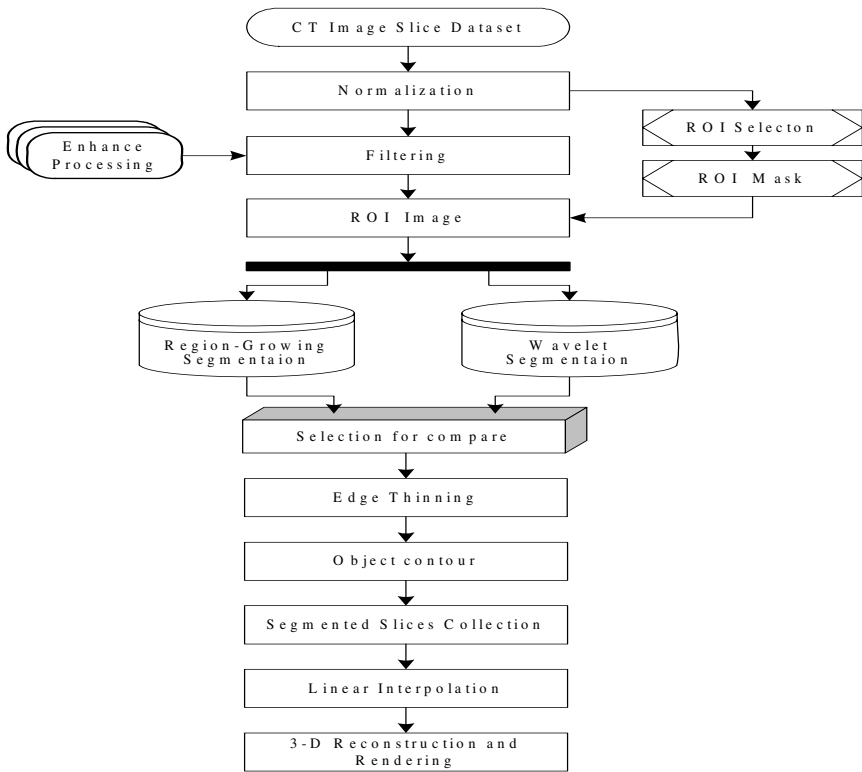 CT Image Slice Dataset
Normalization
ROI Selecton
Enhance
Processing
Filtering
ROI Mask
ROI Image
Region-Growing
Segmentaion
Wavelet
Segmentaion
Selection for compare
Edge Thinning
Object contour
Segmented Slices Collection
Linear Interpolation
3-D Reconstruction and
Rendering